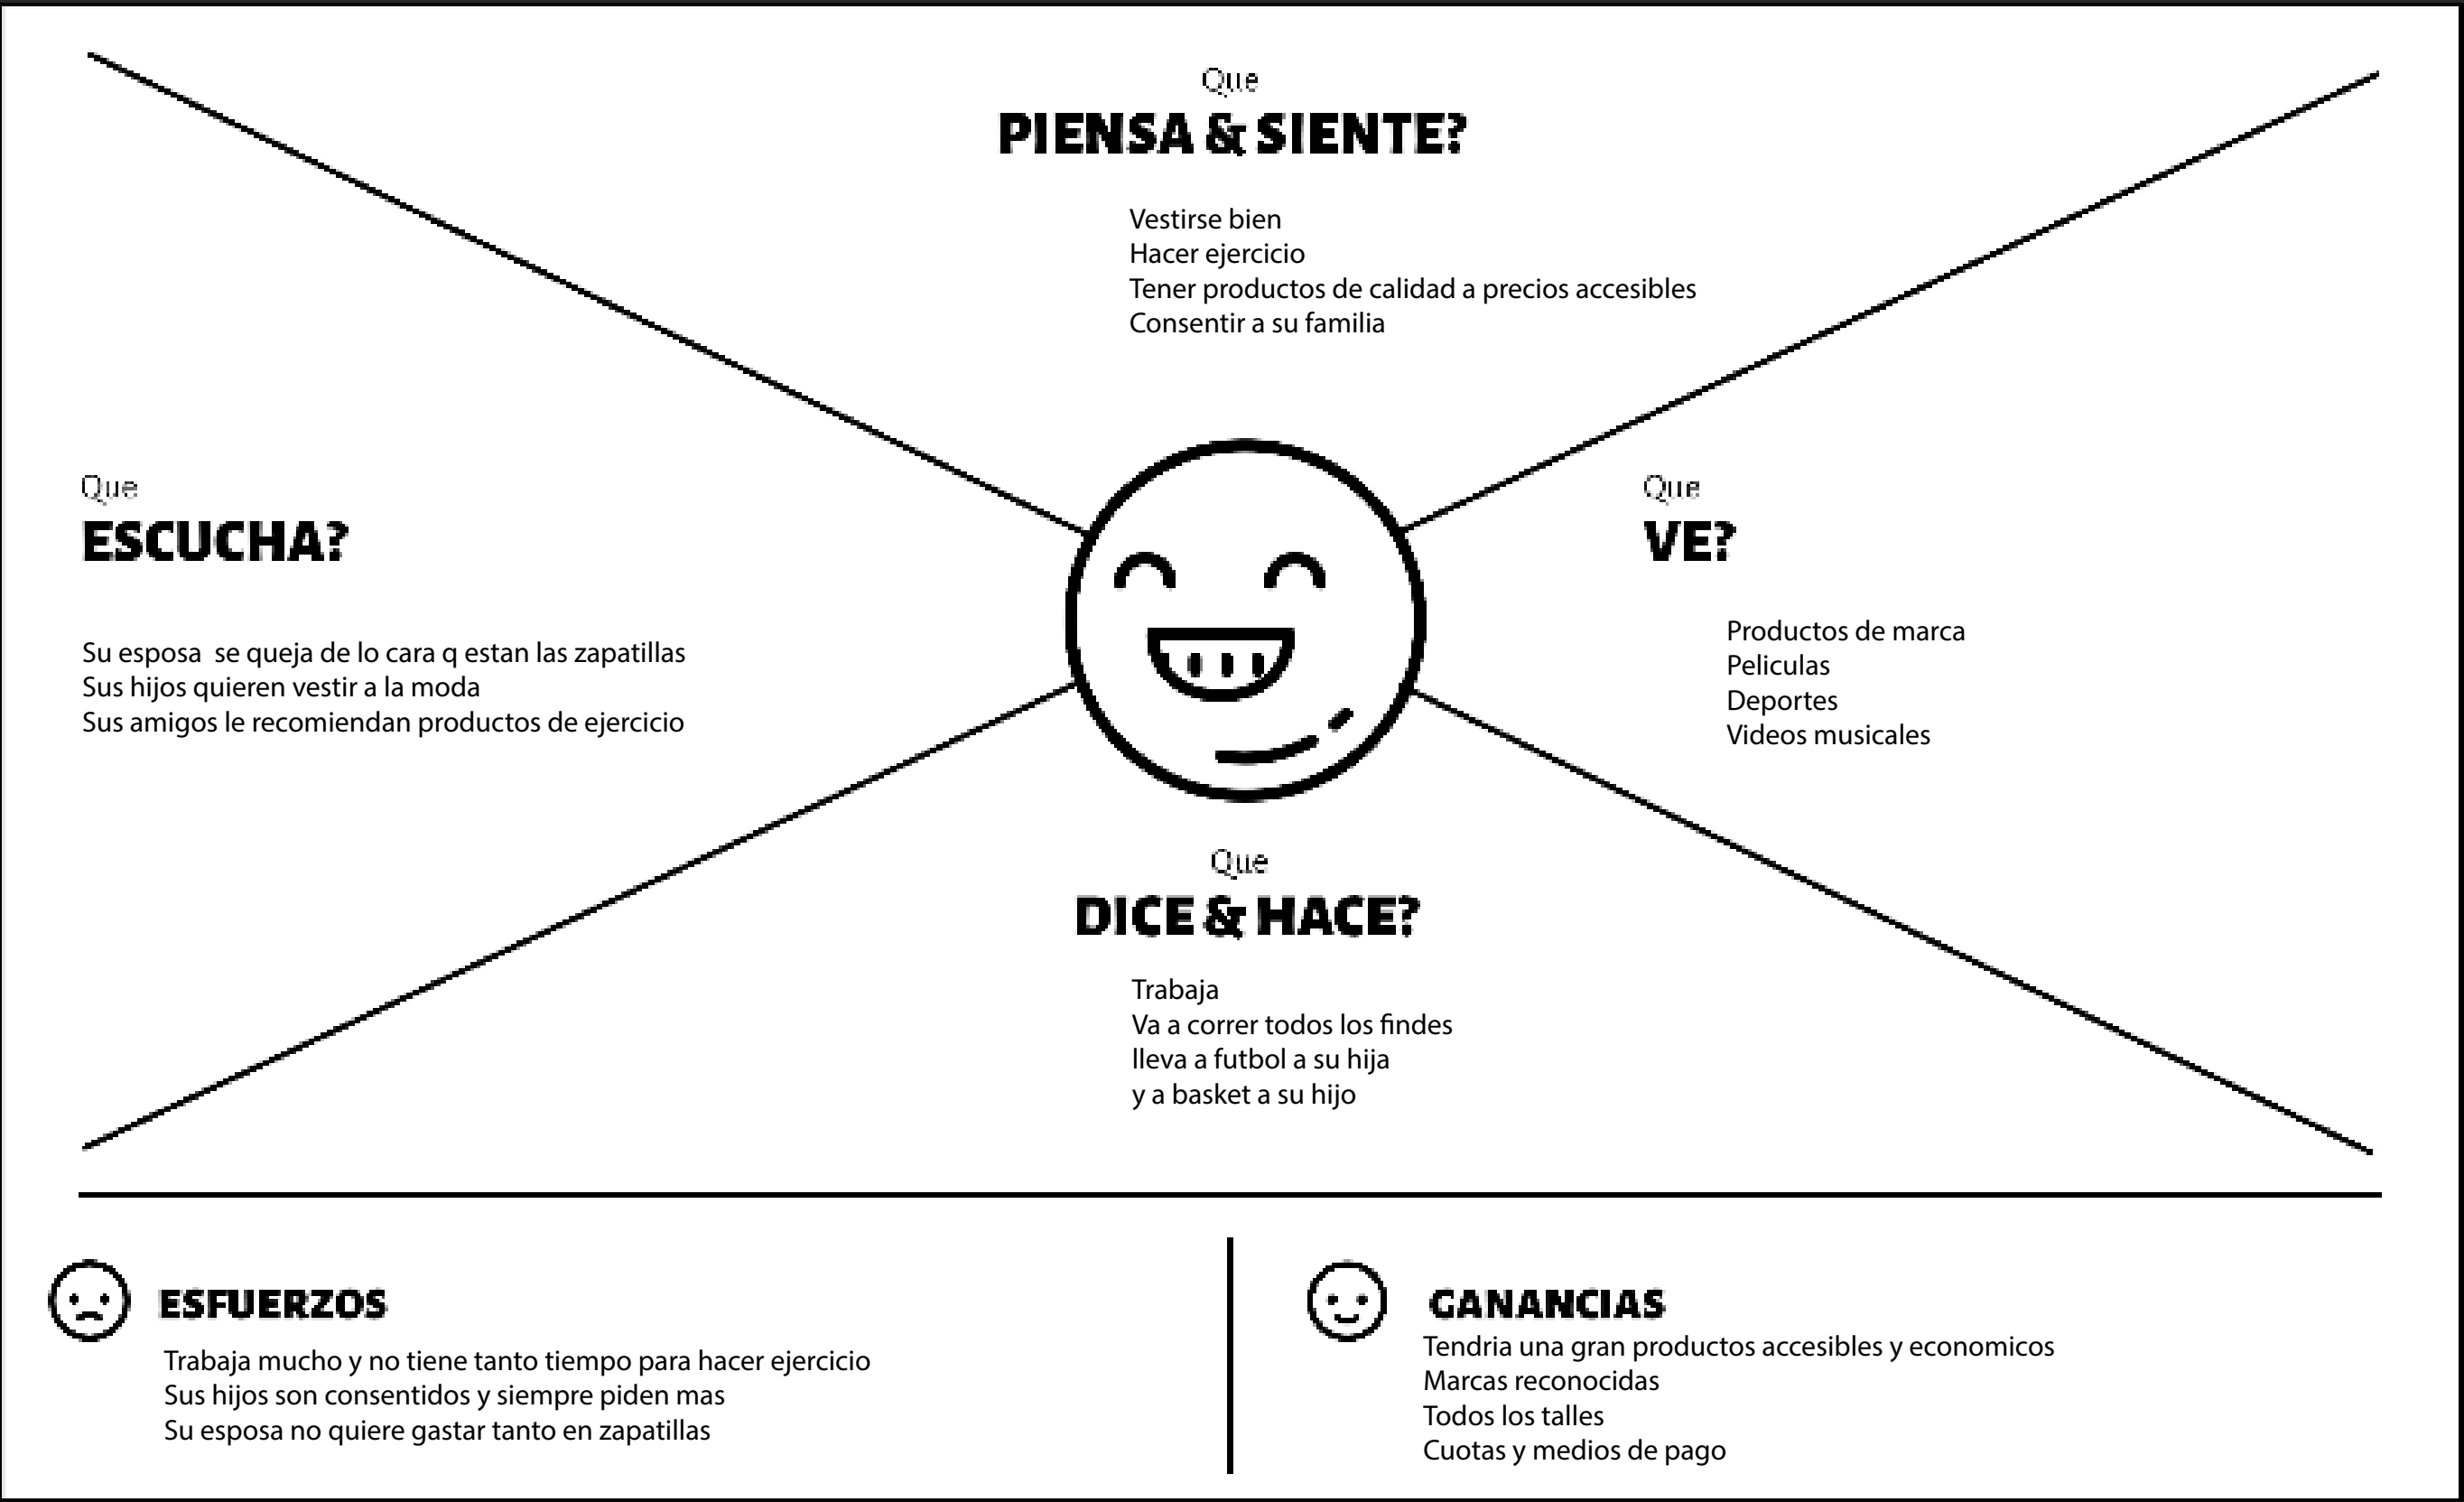 Que
PIENSA & SIENTE?
Vestirse bien
Hacer ejercicio
Tener productos de calidad a precios accesibles
Consentir a su familia
Que
ESCUCHA?
Su esposa  se queja de lo cara q estan las zapatillas
Sus hijos quieren vestir a la moda
Sus amigos le recomiendan productos de ejercicio
Que
VE?
Productos de marca
Peliculas
Deportes
Videos musicales
Que
DICE & HACE?
Trabaja
Va a correr todos los findes
lleva a futbol a su hija
y a basket a su hijo
ESFUERZOS
Trabaja mucho y no tiene tanto tiempo para hacer ejercicio
Sus hijos son consentidos y siempre piden mas
Su esposa no quiere gastar tanto en zapatillas
GANANCIAS
Tendria una gran productos accesibles y economicos
Marcas reconocidas
Todos los talles
Cuotas y medios de pago